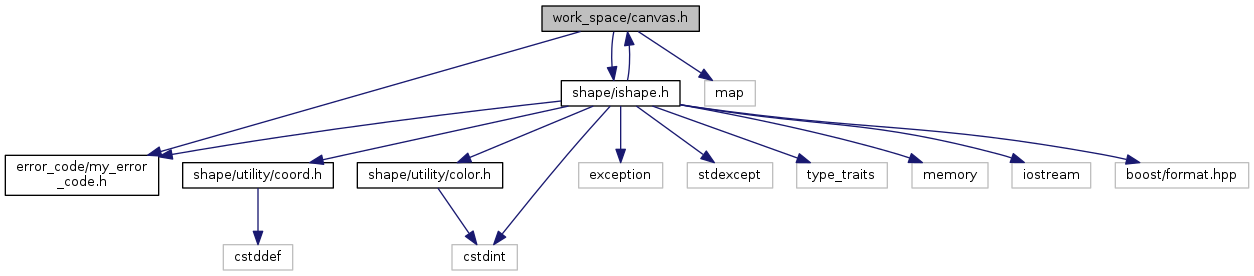 work_space/canvas.h
shape/ishape.h
map
error_code/my_error
_code.h
shape/utility/coord.h
shape/utility/color.h
exception
stdexcept
type_traits
memory
iostream
boost/format.hpp
cstddef
cstdint